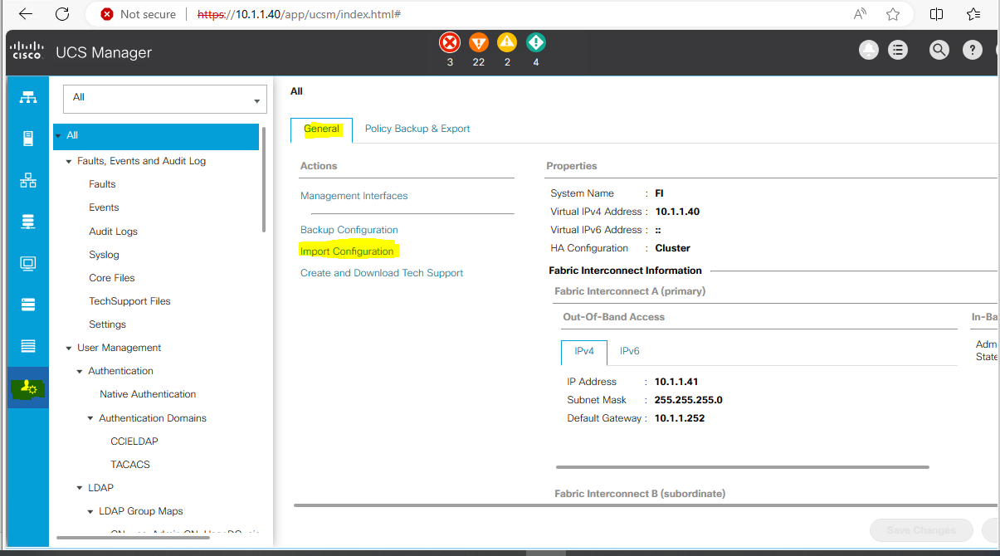 Not secure https://10.1.1.40/app/ucsm/index.html#
CISCO UCS Manager
3 22 2 4
All
All
Faults, Events and Audit Log
Faults
Events
Audit Logs
Syslog
Core Files
TechSupport Files
Settings
User Management
Authentication
Native Authentication
Authentication Domains
CCIELDAP
TACACS
LDAP
LDAP Group Maps
All
General Policy Backup & Export
Actions
Management Interfaces
Backup Configuration
Import Configuration
Create and Download Tech Support
Properties
System Name : FI
Virtual IPv4 Address : 10.1.1.40
Virtual IPv6 Address : ::
HA Configuration : Cluster
Fabric Interconnect Information
Fabric Interconnect A (primary)
Out-Of-Band Access
IPv4 IPv6
IP Address : 10.1.1.41
Subnet Mask : 255.255.255.0
Default Gateway : 10.1.1.252
In-Ba
Adm
State
Fabric Interconnect B (subordinate)
Save Changes